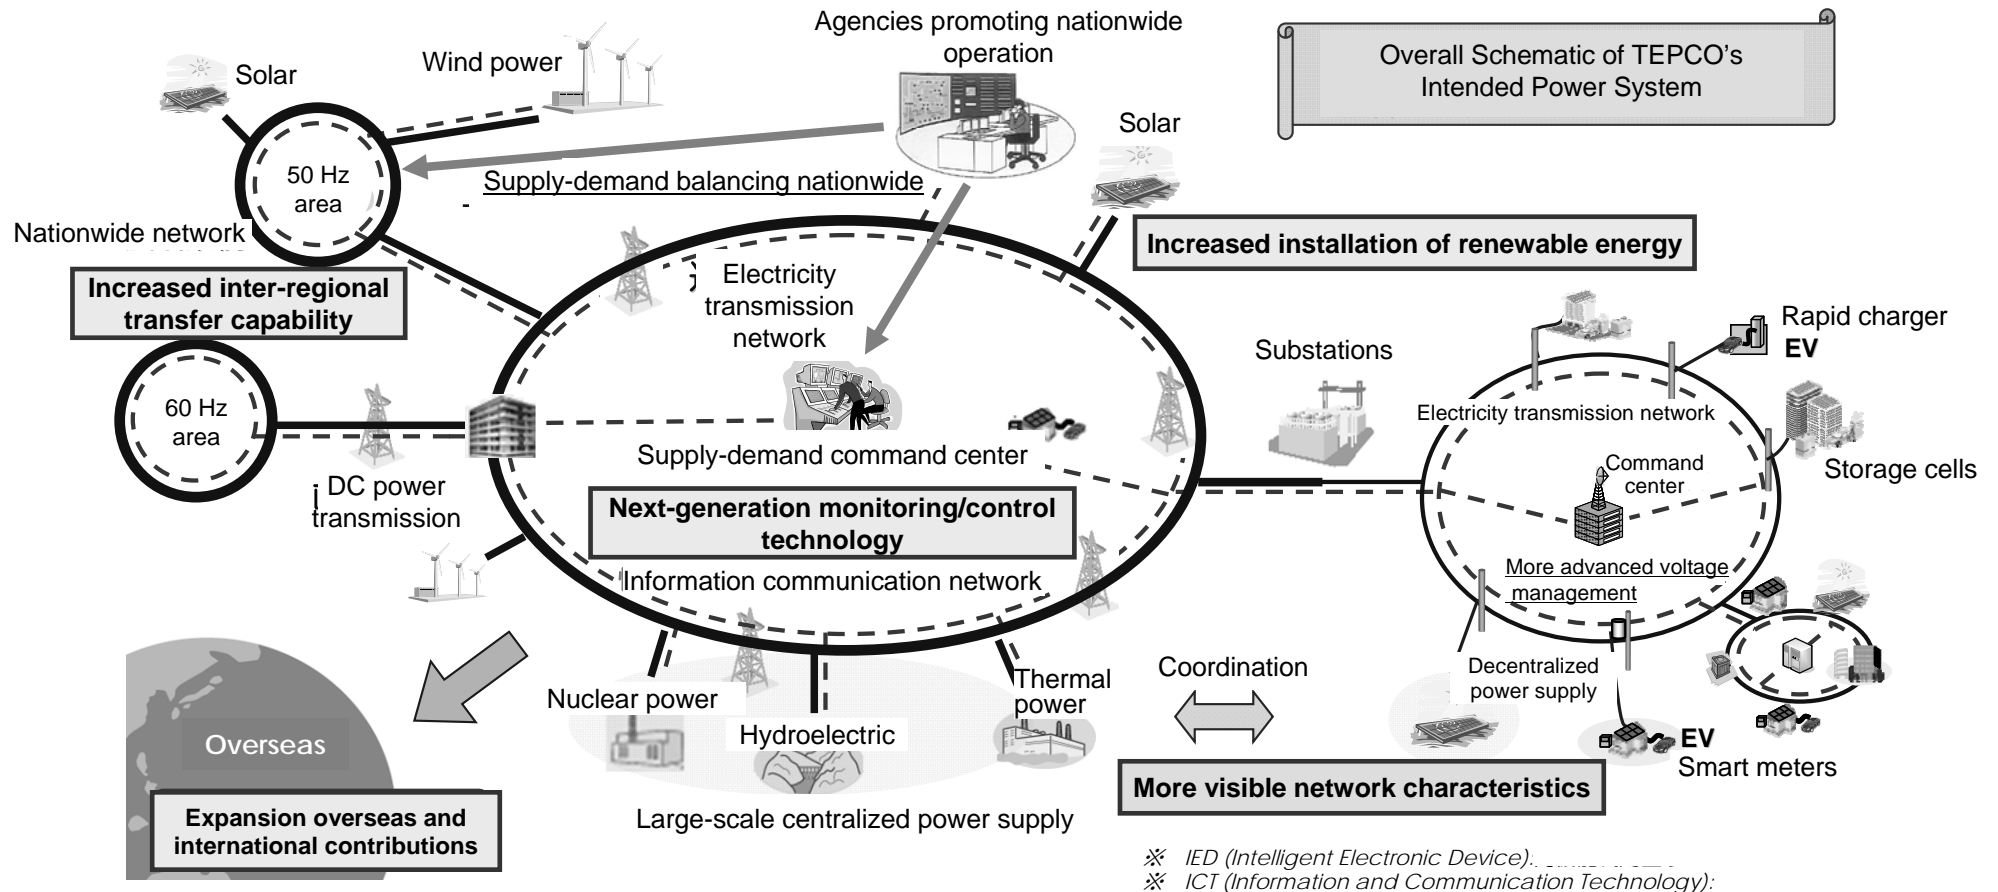 Agencies promoting nationwide
operation
Overall Schematic of TEPCO's
Intended Power System
Solar
Wind power
Solar
50 Hz
area
Supply-demand balancing nationwide
Nationwide network
Increased installation of renewable energy
Increased inter-regional
transfer capability
Electricity
transmission
network
Rapid charger
EV
Substations
60 Hz
area
Electricity transmission network
Supply-demand command center
Command
center
Storage cells
DC power
transmission
Next-generation monitoring/control
technology
Information communication network
More advanced voltage
management
Nuclear power
Hydroelectric
Thermal
power
Coordination
Decentralized
power supply
Overseas
EV
Smart meters
More visible network characteristics
Expansion overseas and
international contributions
Large-scale centralized power supply
※ IED (Intelligent Electronic Device):
※ ICT (Information and Communication Technology):